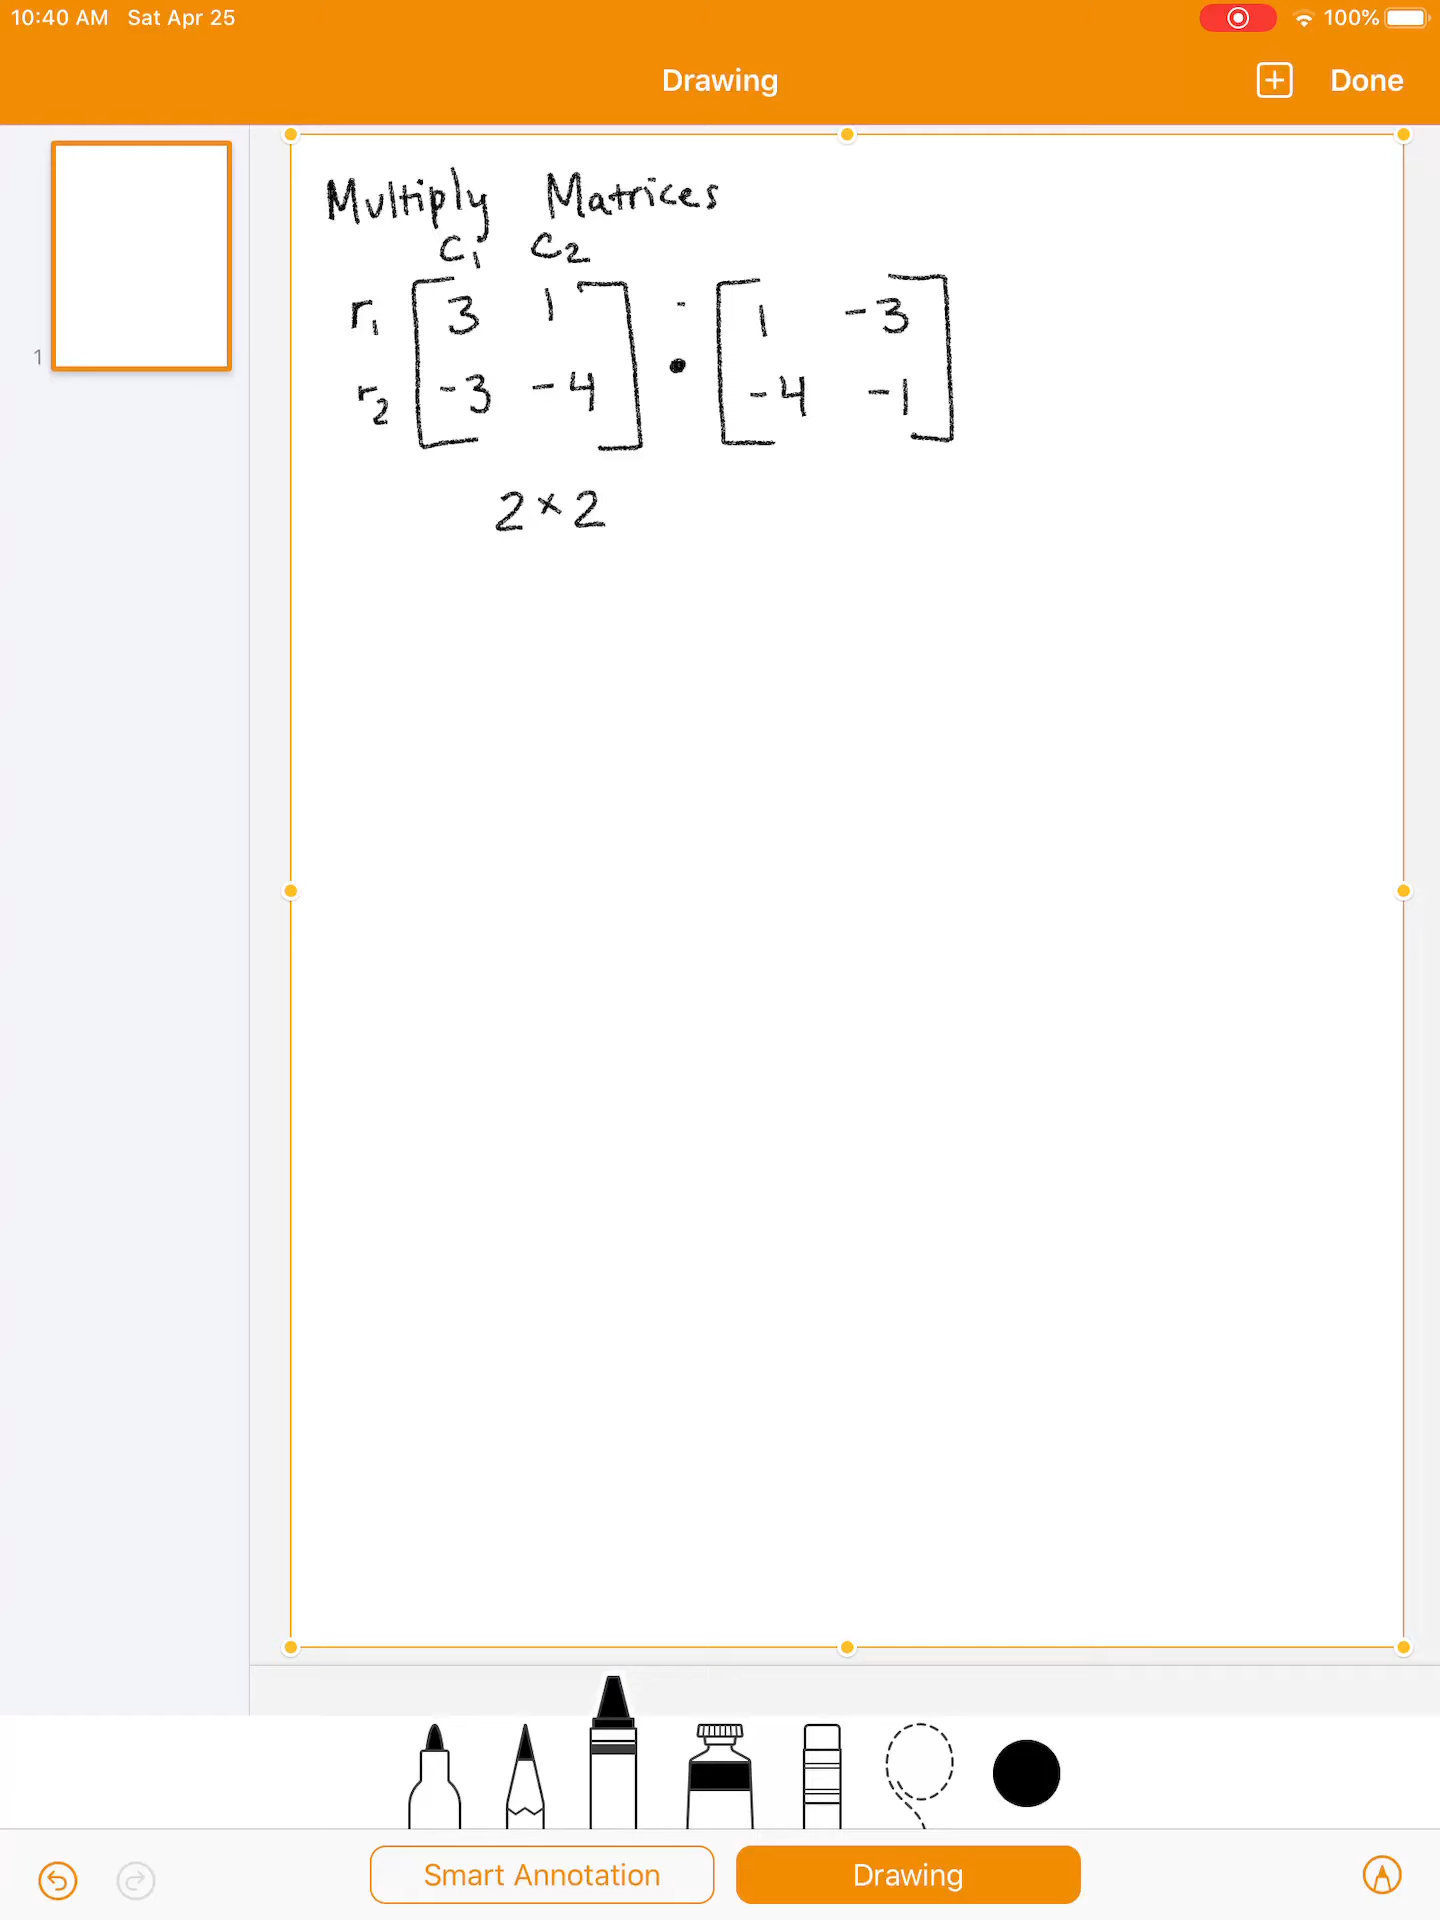 10:40 AM Sat Apr 25 100%
Drawing Done
1
Multiply Matrices
c1 c2
r1 [ 3 1 ] · [ 1 -3 ]
r2 [ -3 -4 ] [ -4 -1 ]
2 × 2
Smart Annotation Drawing